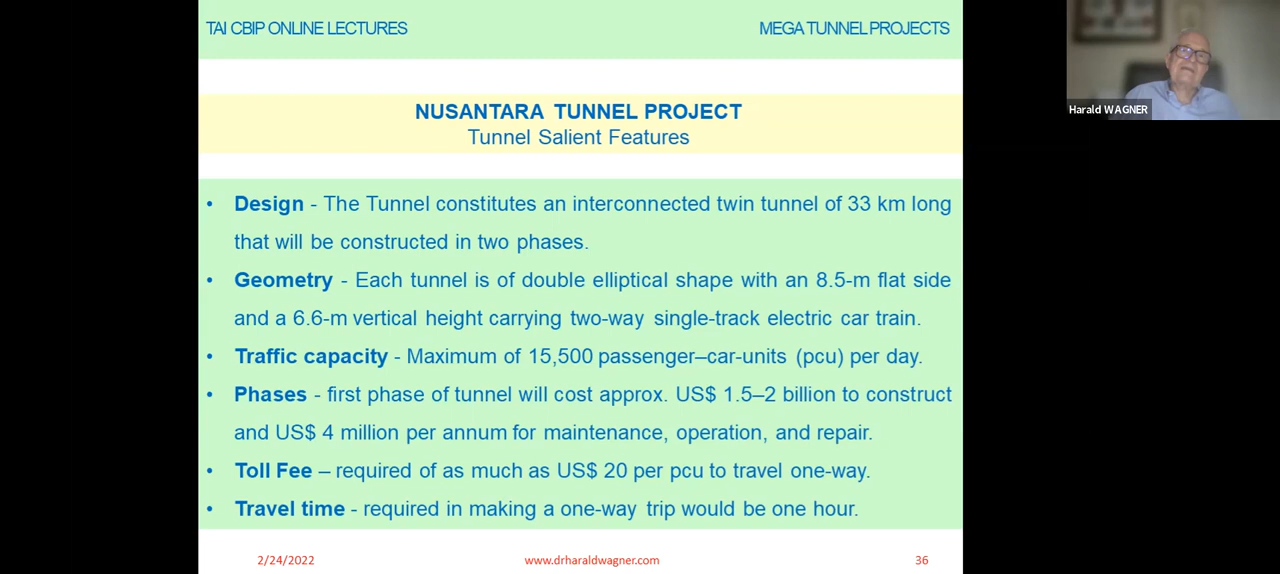 TAI CBIP ONLINE LECTURES MEGA TUNNEL PROJECTS
Harald WAGNER
NUSANTARA TUNNEL PROJECT
Tunnel Salient Features
• Design - The Tunnel constitutes an interconnected twin tunnel of 33 km long
that will be constructed in two phases.
• Geometry - Each tunnel is of double elliptical shape with an 8.5-m flat side
and a 6.6-m vertical height carrying two-way single-track electric car train.
• Traffic capacity - Maximum of 15,500 passenger–car-units (pcu) per day.
• Phases - first phase of tunnel will cost approx. US$ 1.5–2 billion to construct
and US$ 4 million per annum for maintenance, operation, and repair.
• Toll Fee – required of as much as US$ 20 per pcu to travel one-way.
• Travel time - required in making a one-way trip would be one hour.
2/24/2022 www.drharaldwagner.com 36